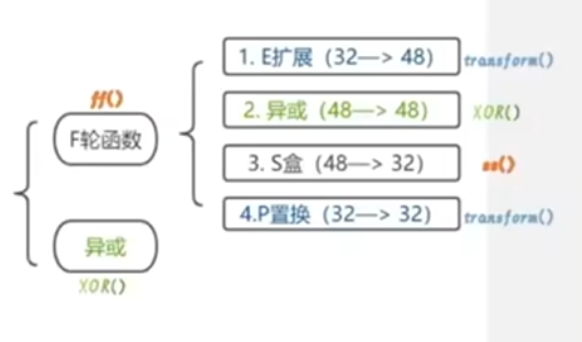 ff()
F轮函数
异或
XOR()
1. E扩展（32—> 48） transform()
2. 异或（48—> 48） XOR()
3. S盒（48—> 32） ss()
4.P置换（32—> 32） transform()